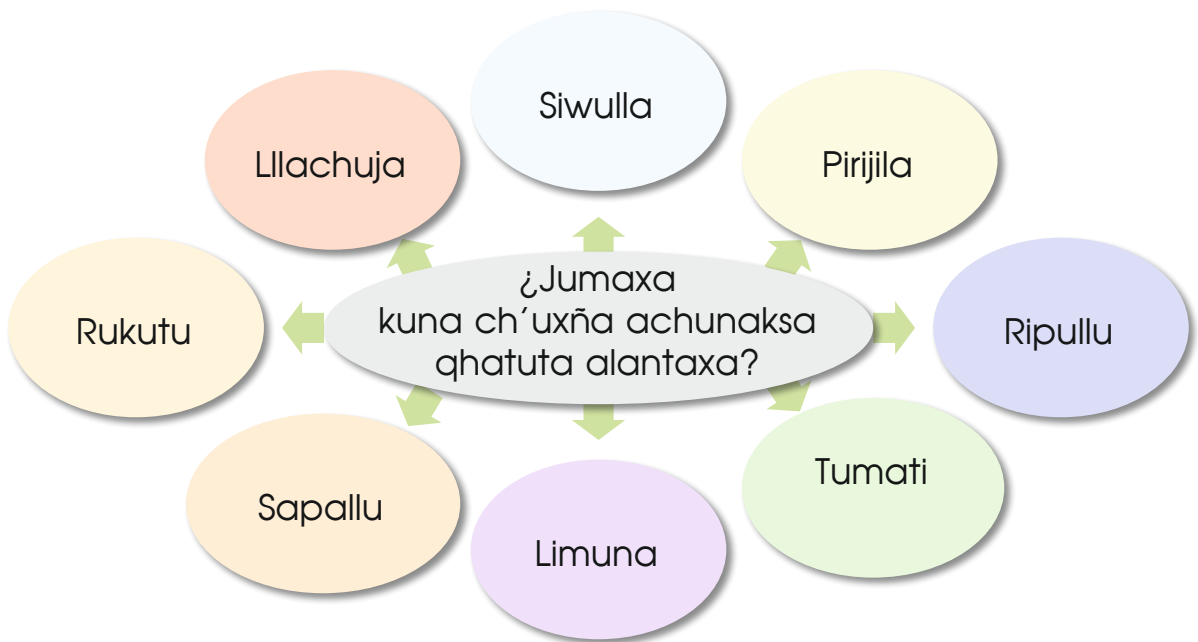 Siwulla
Lllachuja
Pirijila
¿Jumaxa
kuna ch´uxña achunaksa
qhatuta alantaxa?
Rukutu
Ripullu
Sapallu
Tumati
Limuna